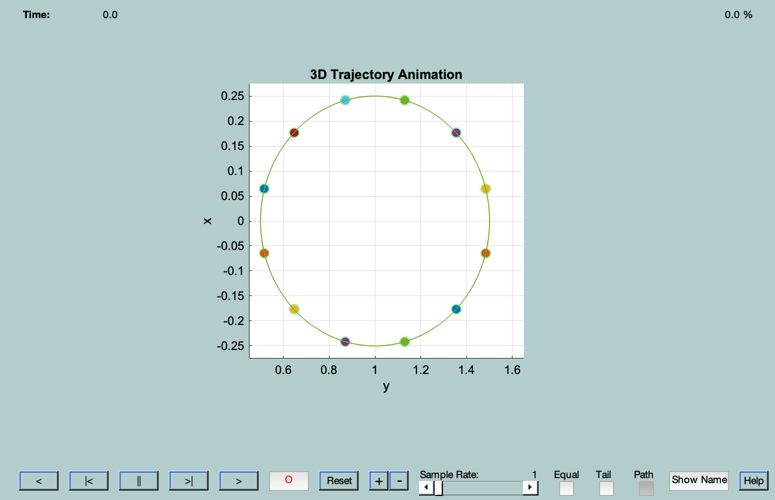 Time: 0.0 0.0 %
3D Trajectory Animation
0.25
0.2
0.15
0.1
0.05
0
-0.05
-0.1
-0.15
-0.2
-0.25
x
0.6 0.8 1 1.2 1.4 1.6
y
Sample Rate: 1 Equal Tail Path
< |< || >| > O Reset + - Show Name Help